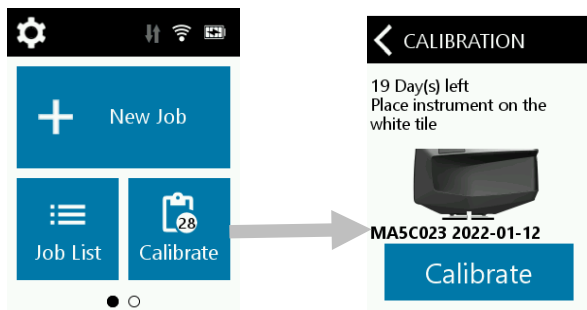 New Job
Job List
28
Calibrate
CALIBRATION
19 Day(s) left
Place instrument on the
white tile
MA5C023 2022-01-12
Calibrate